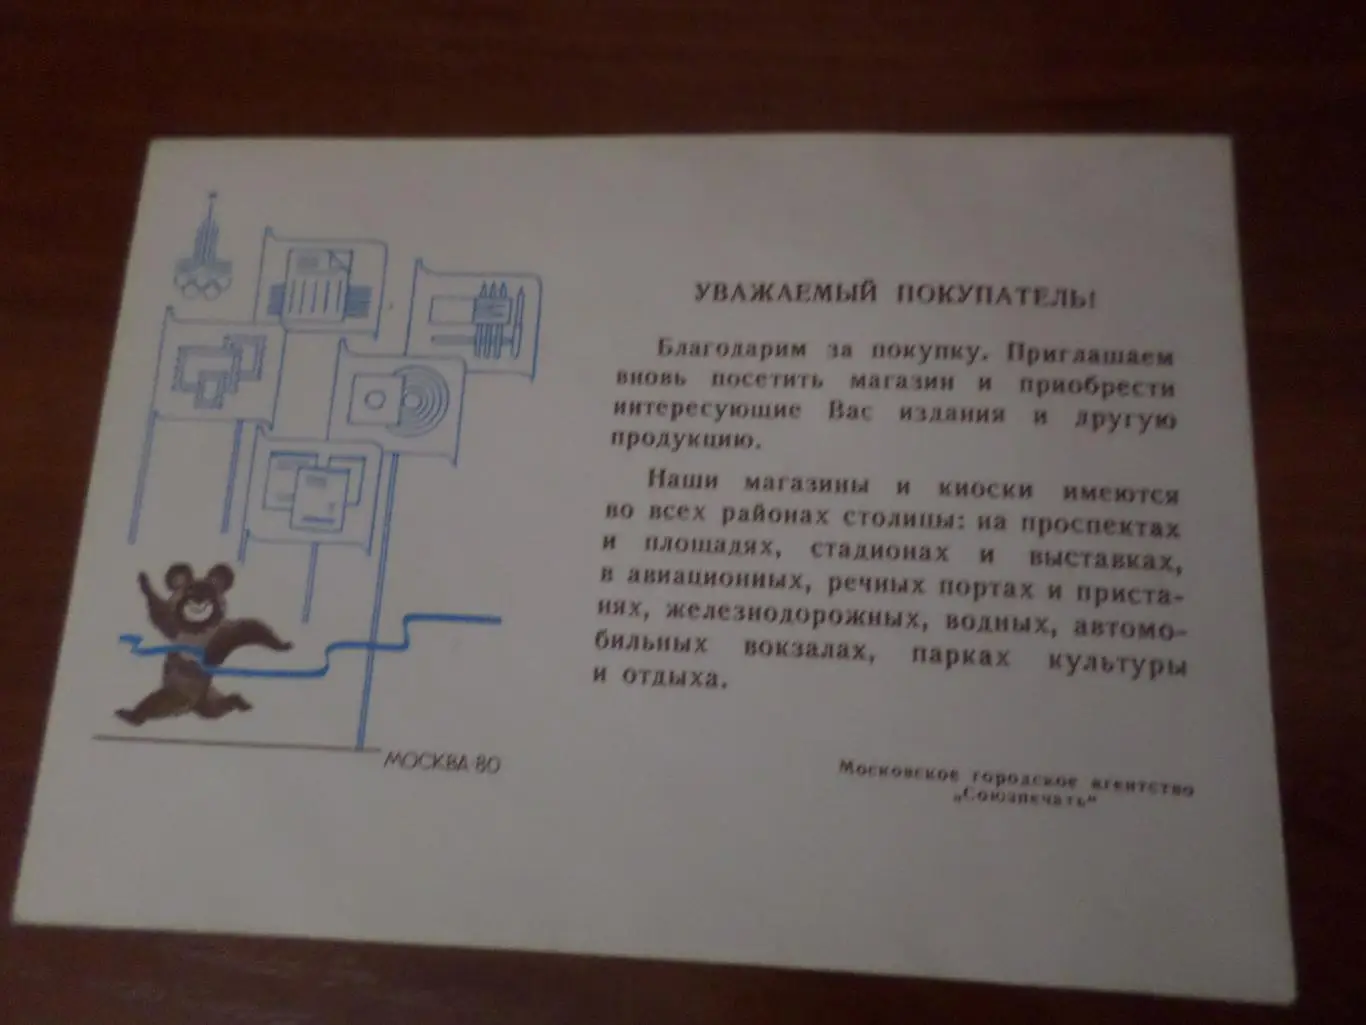 УВАЖАЕМЫЙ ПОКУПАТЕЛЬ!
Благодарим за покупку. Приглашаем
вновь посетить магазин и приобрести
интересующие Вас издания и другую
продукцию.
Наши магазины и киоски имеются
во всех районах столицы: на проспектах
и площадях, стадионах и выставках,
в авиационных, речных портах и приста-
нях, железнодорожных, водных, автомо-
бильных вокзалах, парках культуры
и отдыха.
МОСКВА-80
Московское городское агентство
„Союзпечать"